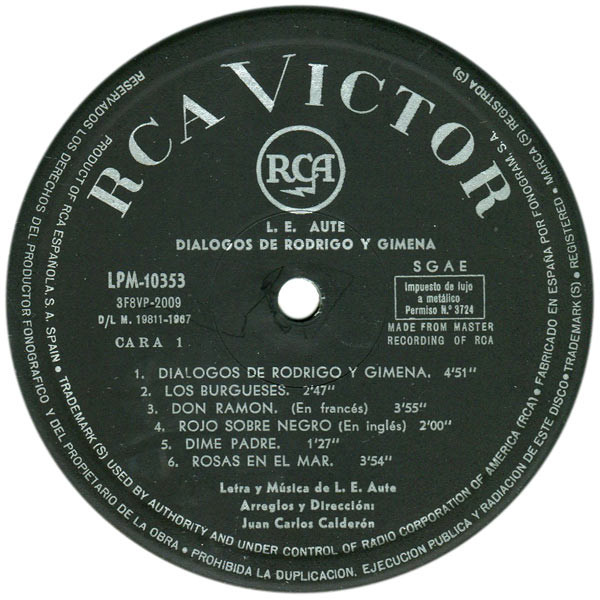 RCA VICTOR
RCA
L. E. AUTE
DIALOGOS DE RODRIGO Y GIMENA
LPM-10353
3F8VP-2009
D/L M. 19811-1967
CARA 1
SGAE
Impuesto de lujo
a metálico
Permiso N.º 3724
MADE FROM MASTER
RECORDING OF RCA
1. DIALOGOS DE RODRIGO Y GIMENA. 4'51"
2. LOS BURGUESES. 2'47"
3. DON RAMON. (En francés) 3'55"
4. ROJO SOBRE NEGRO (En inglés) 2'00"
5. DIME PADRE. 1'27"
6. ROSAS EN EL MAR. 3'54"
Letra y Música de L. E. Aute
Arreglos y Dirección:
Juan Carlos Calderón
PRODUCT OF RCA ESPAÑOLA, S. A. SPAIN • TRADEMARK (S) USED BY AUTHORITY AND UNDER CONTROL OF RADIO CORPORATION OF AMERICA (RCA) • FABRICADO EN ESPAÑA POR FONOGRAM, S. A.
RESERVADOS LOS DERECHOS DEL PRODUCTOR FONOGRAFICO Y DEL PROPIETARIO DE LA OBRA • PROHIBIDA LA DUPLICACION, EJECUCION PUBLICA Y RADIACION DE ESTE DISCO • TRADEMARK (S) • REGISTERED • MARCA (S) REGISTRDA (S)